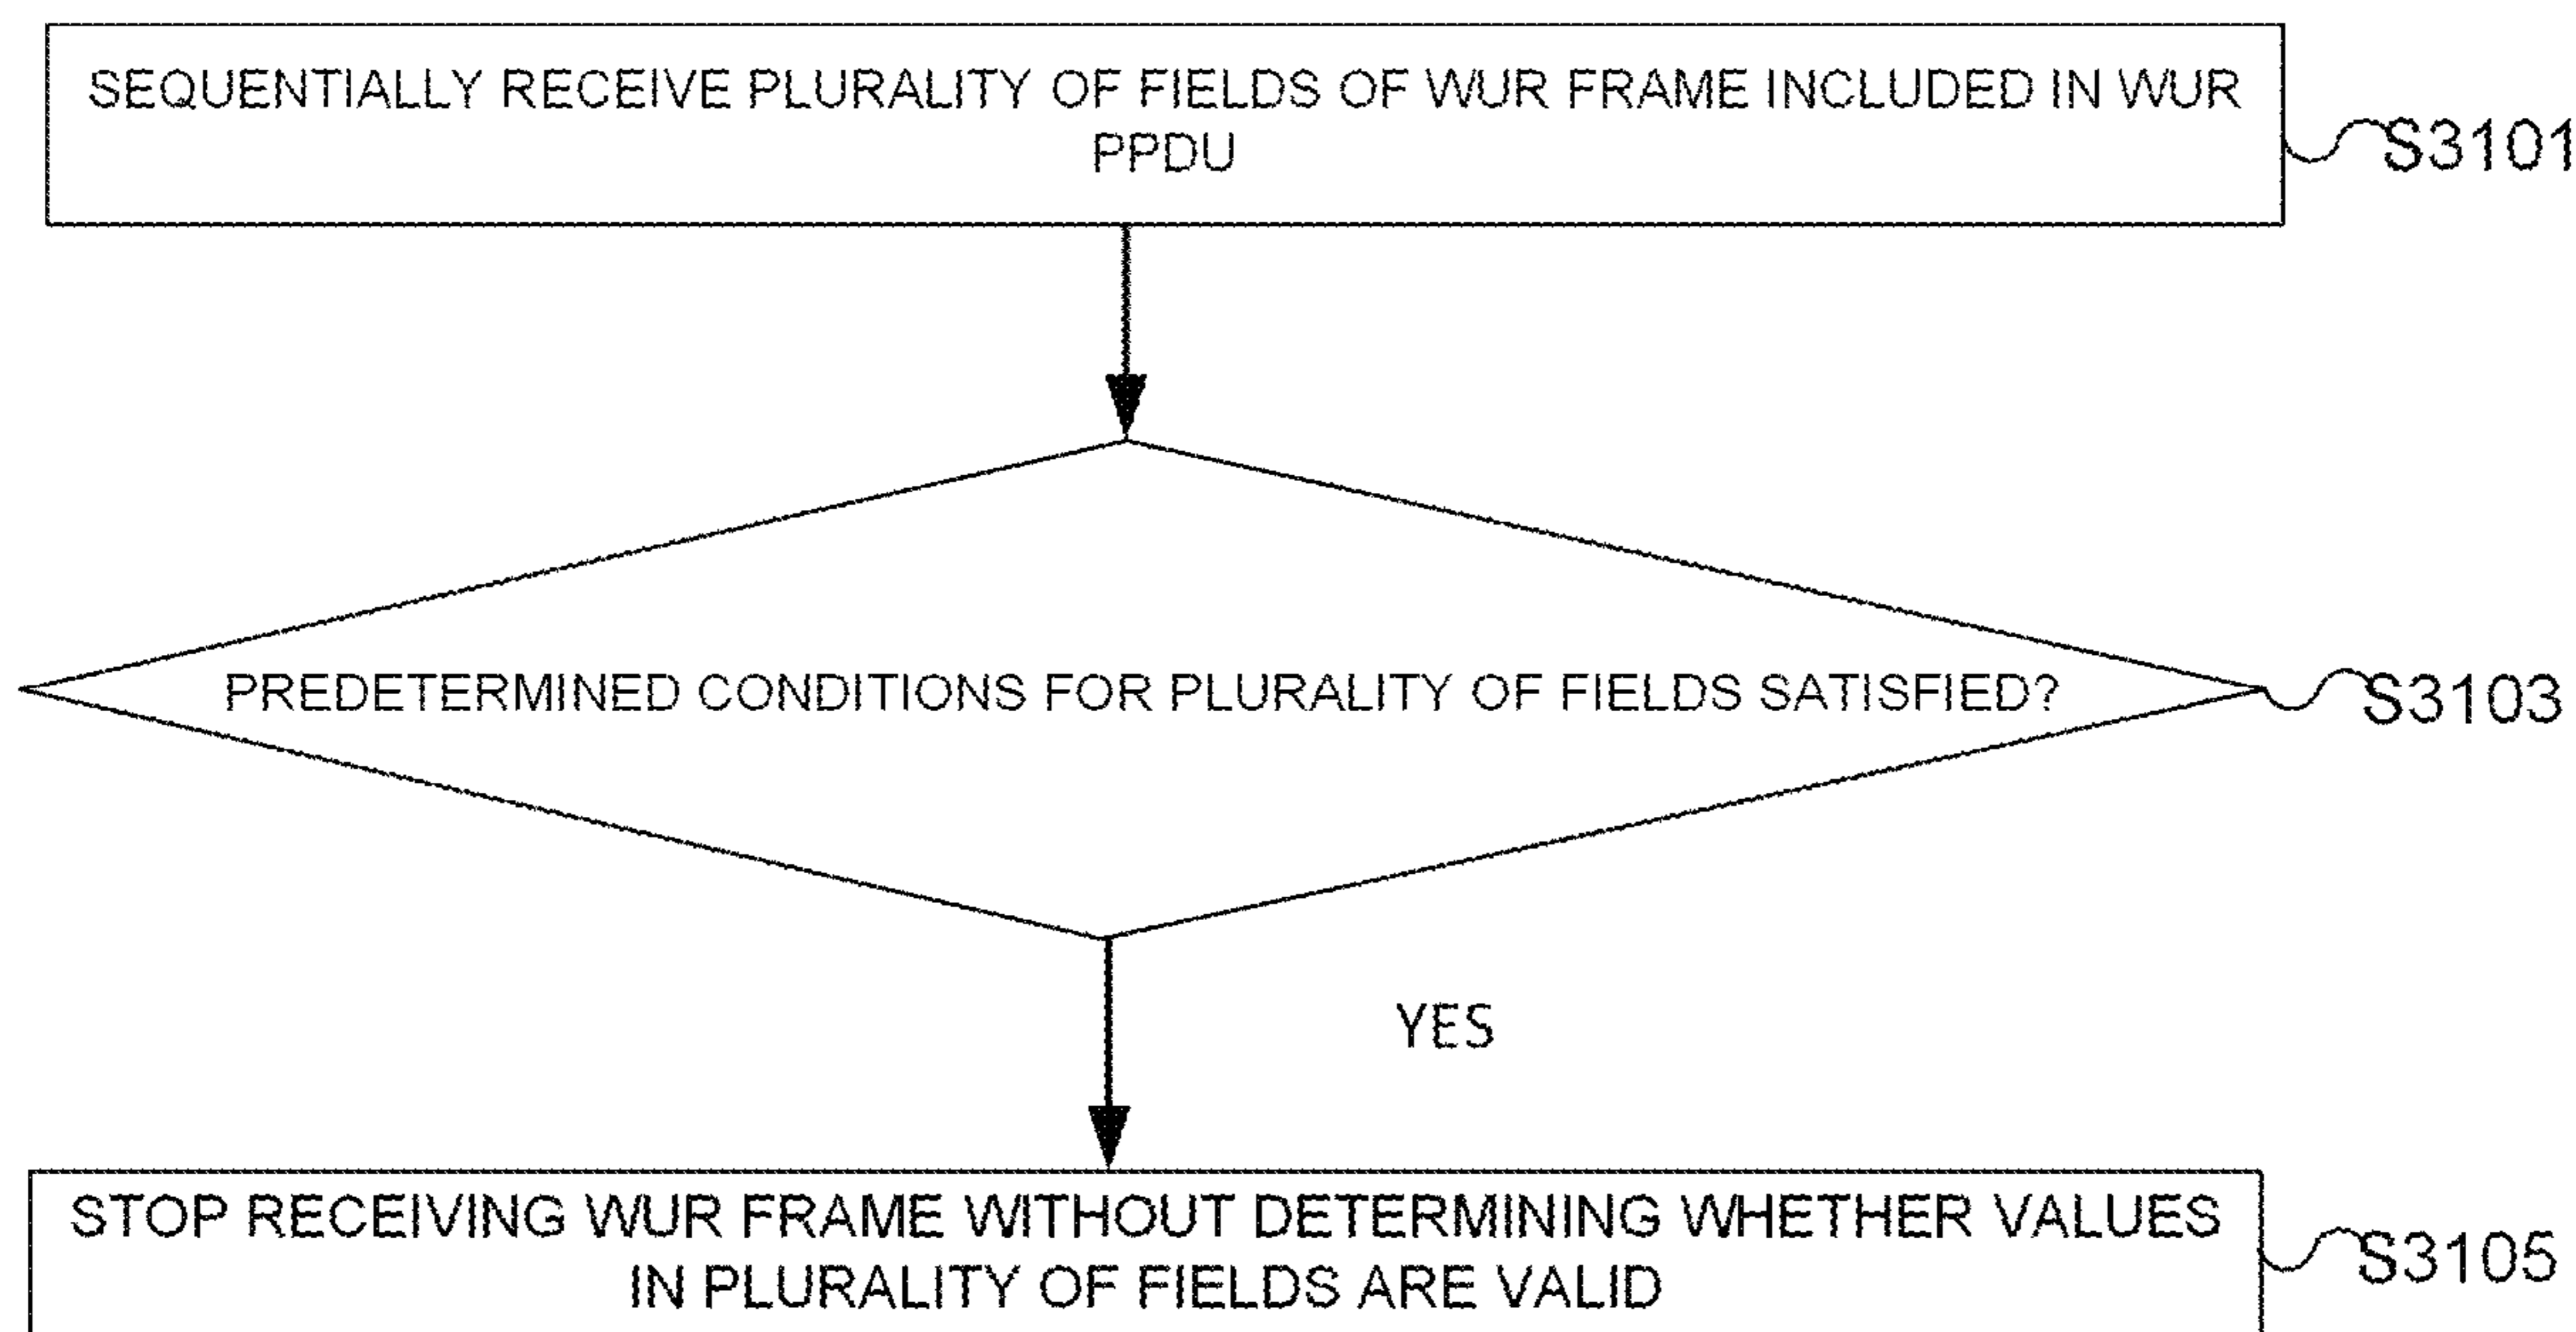 SEQUENTIALLY RECEIVE PLURALITY OF FIELDS OF WUR FRAME INCLUDED IN WUR
PPDU
S3101
PREDETERMINED CONDITIONS FOR PLURALITY OF FIELDS SATISFIED?
S3103
YES
STOP RECEIVING WUR FRAME WITHOUT DETERMINING WHETHER VALUES
IN PLURALITY OF FIELDS ARE VALID
S3105